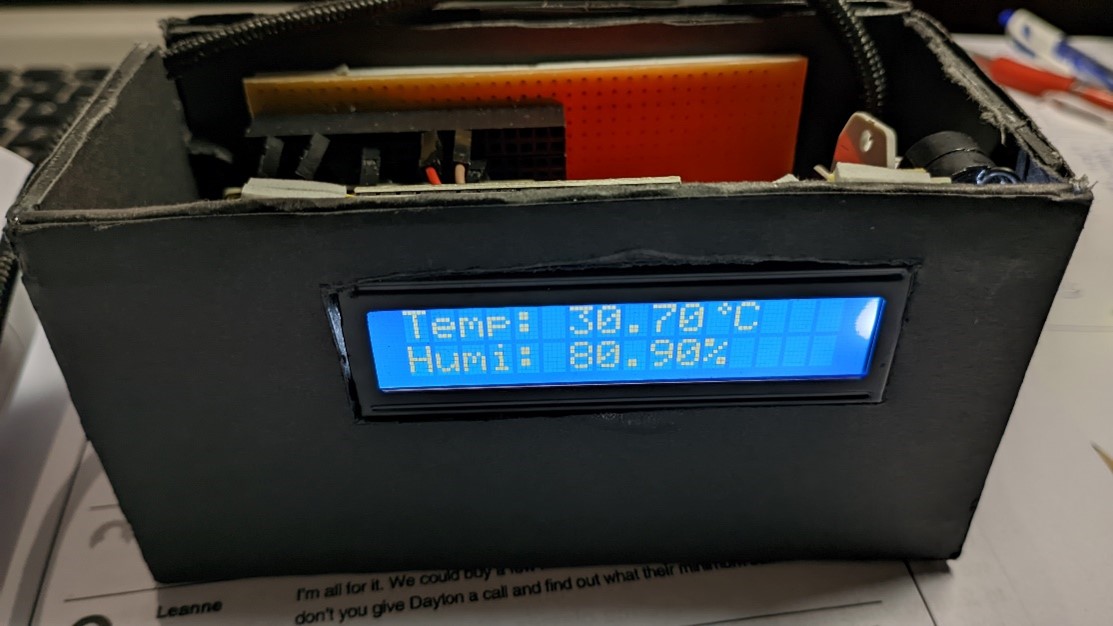 Temp: 30.70°C
Humi: 80.90%
I'm all for it. We could buy a
Leanne
don't you give Dayton a call and find out what their